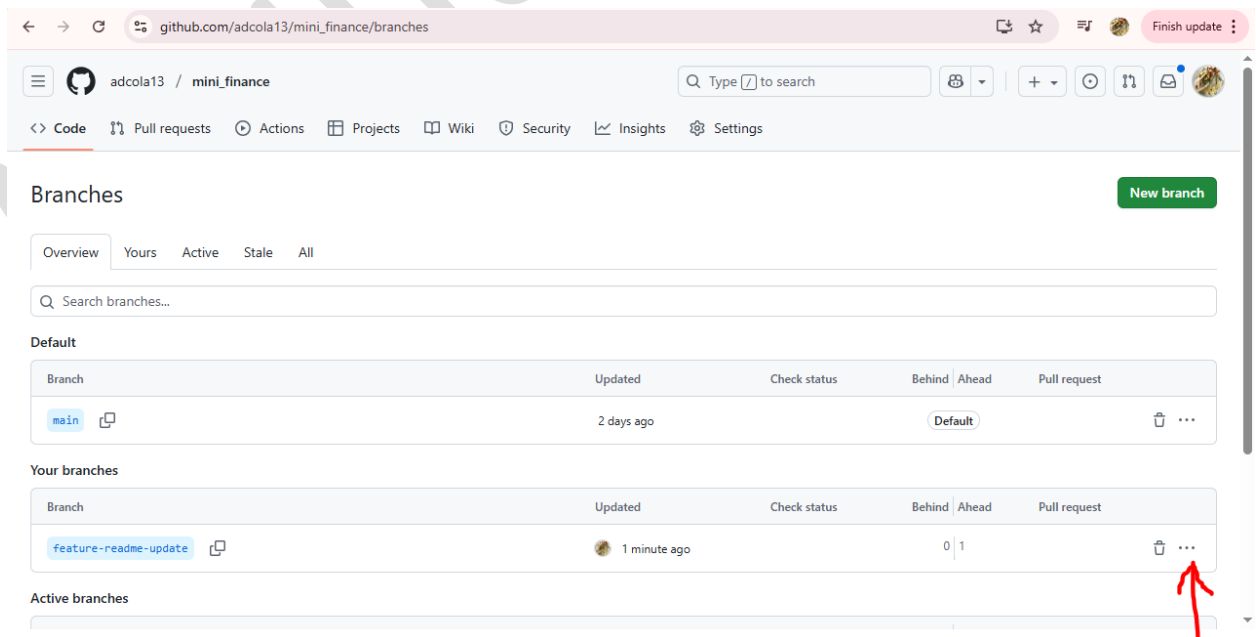 github.com/adcola13/mini_finance/branches
Finish update
adcola13 / mini_finance
Type / to search
<> Code Pull requests Actions Projects Wiki Security Insights Settings
Branches
New branch
Overview Yours Active Stale All
Search branches...
Default
Branch Updated Check status Behind Ahead Pull request
main 2 days ago Default
Your branches
Branch Updated Check status Behind Ahead Pull request
feature-readme-update 1 minute ago 0 1
Active branches